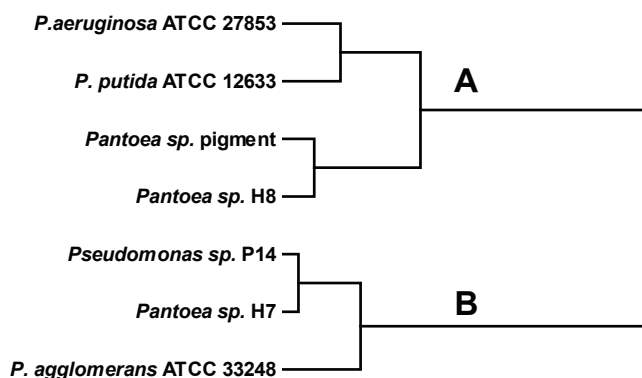 P.aeruginosa ATCC 27853
A
P. putida ATCC 12633
Pantoea sp. pigment
Pantoea sp. H8
Pseudomonas sp. P14
B
Pantoea sp. H7
P. agglomerans ATCC 33248